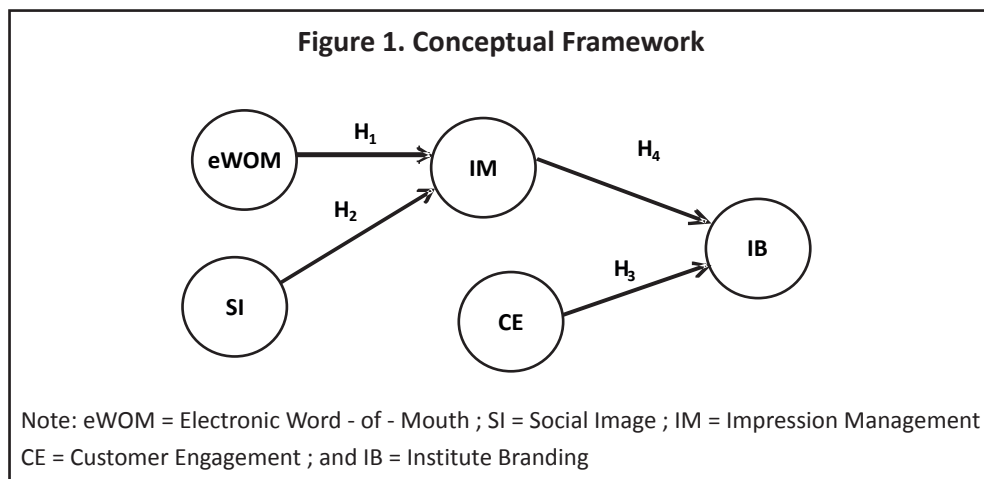 Figure 1. Conceptual Framework
eWOM
H1
IM
H4
H2
IB
H3
SI
CE
Note: eWOM = Electronic Word - of - Mouth ; SI = Social Image ; IM = Impression Management
CE = Customer Engagement ; and IB = Institute Branding